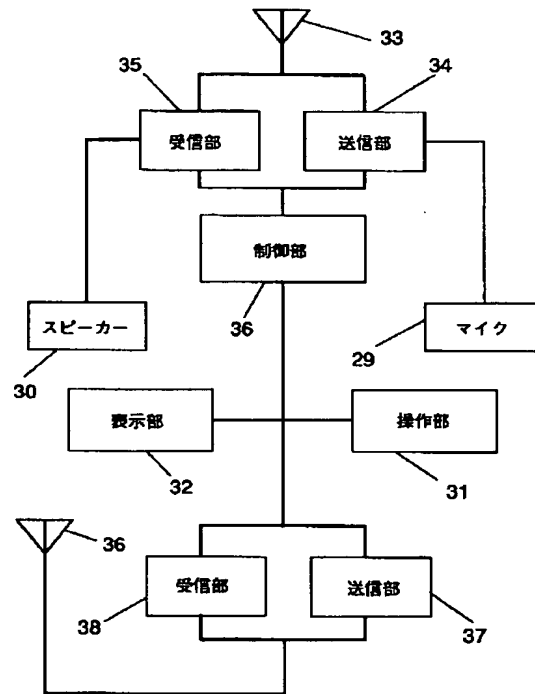 33
35
34
受信部
送信部
制御部
36
スピーカー
30
29
マイク
表示部
32
操作部
31
36
受信部
38
送信部
37